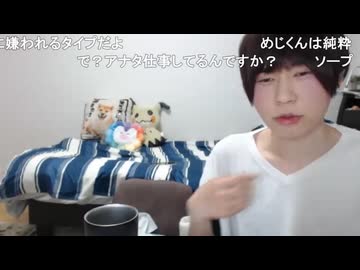 に嫌われるタイプだよ
めじくんは純粋
で？アナタ仕事してるんですか？
ソープ